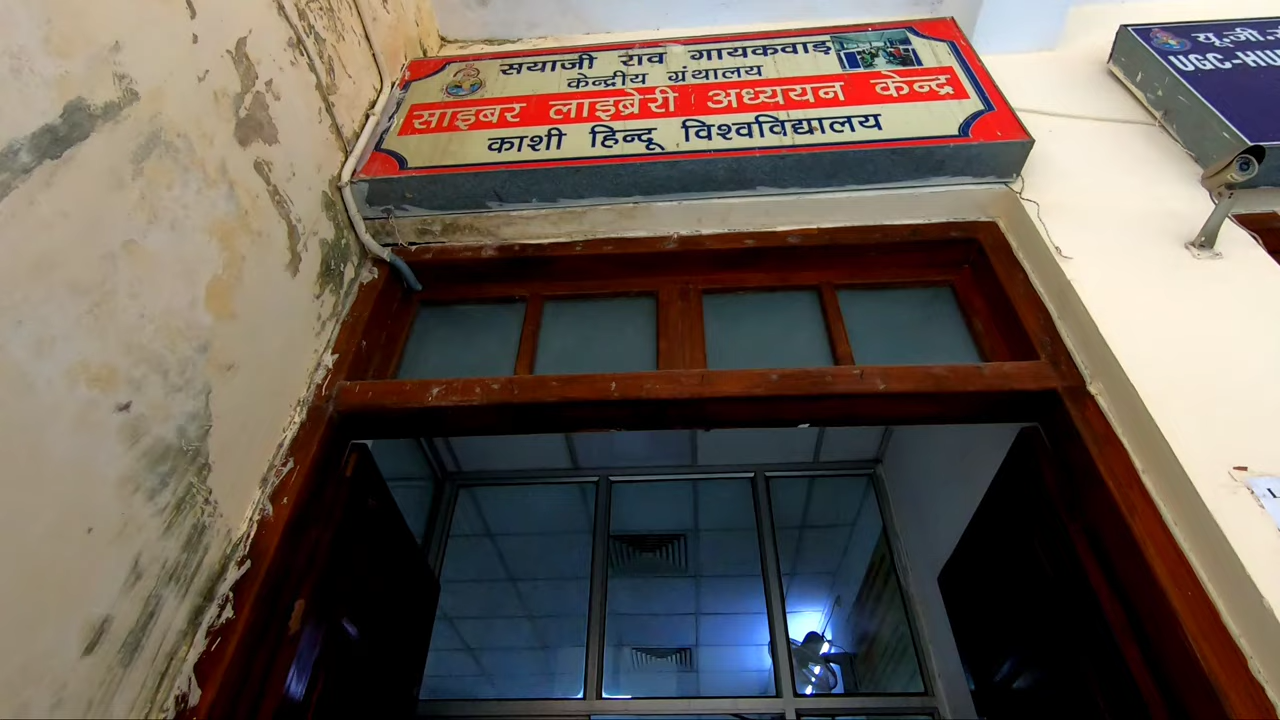 सयाजी राव गायकवाड़
केन्द्रीय ग्रंथालय
साइबर लाइब्रेरी अध्ययन केन्द्र
काशी हिन्दू विश्वविद्यालय
यू.जी.
UGC-HU